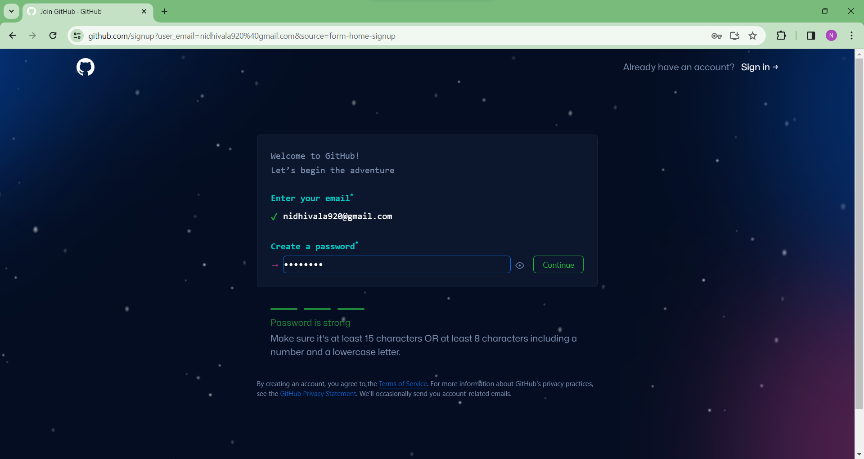 Join GitHub · GitHub
github.com/signup?user_email=nidhivala920%40gmail.com&source=form-home-signup
N
Already have an account? Sign in →
Welcome to GitHub!
Let's begin the adventure
Enter your email*
✓ nidhivala920@gmail.com
Create a password*
→ ●●●●●●●● Continue
Password is strong
Make sure it's at least 15 characters OR at least 8 characters including a
number and a lowercase letter.
By creating an account, you agree to the Terms of Service. For more information about GitHub's privacy practices,
see the GitHub Privacy Statement. We'll occasionally send you account-related emails.